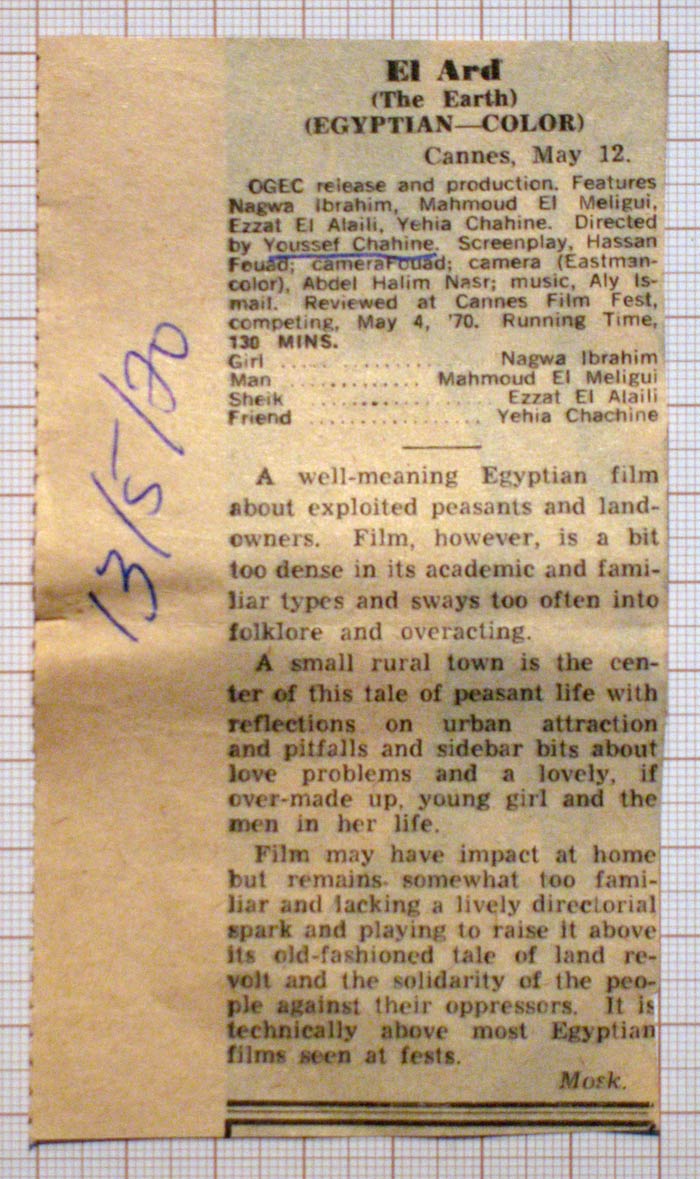 El Ard
(The Earth)
(EGYPTIAN—COLOR)
Cannes, May 12.
OGEC release and production. Features
Nagwa Ibrahim, Mahmoud El Meligui,
Ezzat El Alaili, Yehia Chahine. Directed
by Youssef Chahine. Screenplay, Hassan
Feuad; cameraFouad; camera (Eastman-
color), Abdel Halim Nasr; music, Aly Is-
mail. Reviewed at Cannes Film Fest,
competing, May 4, '70. Running Time,
130 MINS.
Girl .... ............... Nagwa Ibrahim
Man ............. Mahmoud El Meligui
Sheik ................ Ezzat El Alaili
Friend ................. Yehia Chachine
A well-meaning Egyptian film
about exploited peasants and land-
owners. Film, however, is a bit
too dense in its academic and fami-
liar types and sways too often into
folklore and overacting.
A small rural town is the cen-
ter of this tale of peasant life with
reflections on urban attraction
and pitfalls and sidebar bits about
love problems and a lovely, if
over-made up, young girl and the
men in her life.
Film may have impact at home
but remains somewhat too fami-
liar and lacking a lively directorial
spark and playing to raise it above
its old-fashioned tale of land re-
volt and the solidarity of the peo-
ple against their oppressors. It is
technically above most Egyptian
films seen at fests.
Mosk.
13/5/70